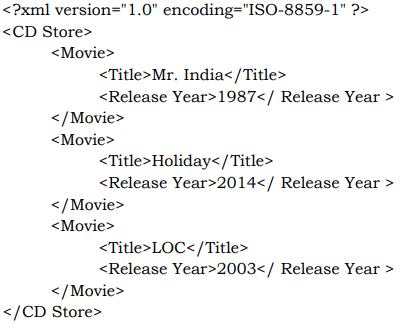 <?xml version="1.0" encoding="ISO-8859-1" ?>
<CD Store>
<Movie>
<Title>Mr. India</Title>
<Release Year>1987</ Release Year >
</Movie>
<Movie>
<Title>Holiday</Title>
<Release Year>2014</ Release Year >
</Movie>
<Movie>
<Title>LOC</Title>
<Release Year>2003</ Release Year >
</Movie>
</CD Store>